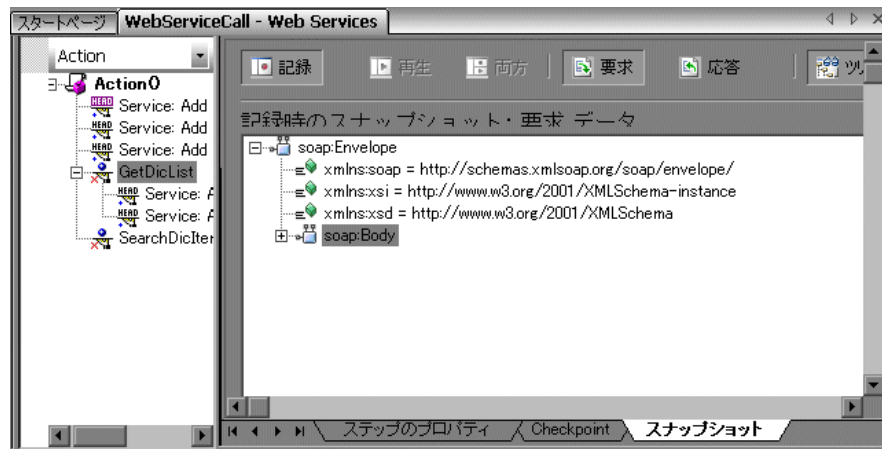 スタートページ WebServiceCall - Web Services
Action
Action0
Service: Add
Service: Add
Service: Add
GetDicList
Service: A
Service: A
SearchDicIter
記録 再生 両方 要求 応答 ツリ
記録時のスナップショット・要求 データ
soap:Envelope
xmlns:soap = http://schemas.xmlsoap.org/soap/envelope/
xmlns:xsi = http://www.w3.org/2001/XMLSchema-instance
xmlns:xsd = http://www.w3.org/2001/XMLSchema
soap:Body
ステップのプロパティ Checkpoint スナップショット